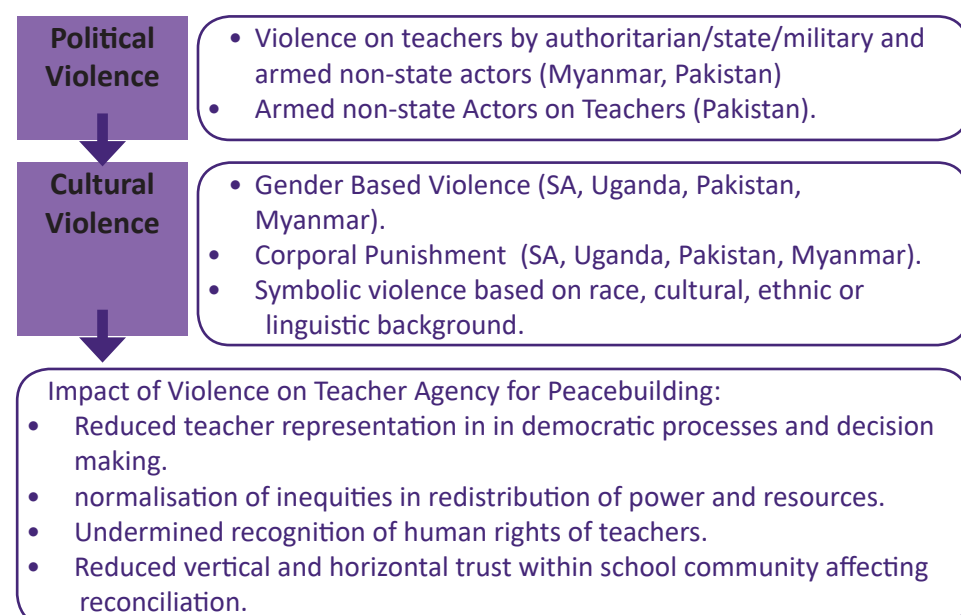 Political
Violence
• Violence on teachers by authoritarian/state/military and
armed non-state actors (Myanmar, Pakistan)
• Armed non-state Actors on Teachers (Pakistan).
Cultural
Violence
• Gender Based Violence (SA, Uganda, Pakistan,
Myanmar).
• Corporal Punishment (SA, Uganda, Pakistan, Myanmar).
• Symbolic violence based on race, cultural, ethnic or
linguistic background.
Impact of Violence on Teacher Agency for Peacebuilding:
• Reduced teacher representation in in democratic processes and decision
making.
• normalisation of inequities in redistribution of power and resources.
• Undermined recognition of human rights of teachers.
• Reduced vertical and horizontal trust within school community affecting
reconciliation.